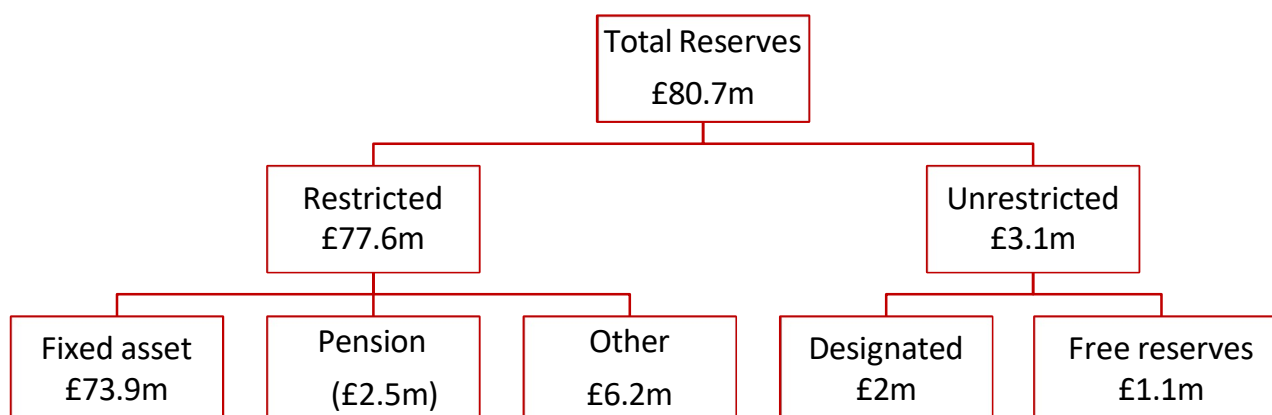 Total Reserves
£80.7m
Restricted
£77.6m
Unrestricted
£3.1m
Fixed asset
£73.9m
Pension
(£2.5m)
Other
£6.2m
Designated
£2m
Free reserves
£1.1m